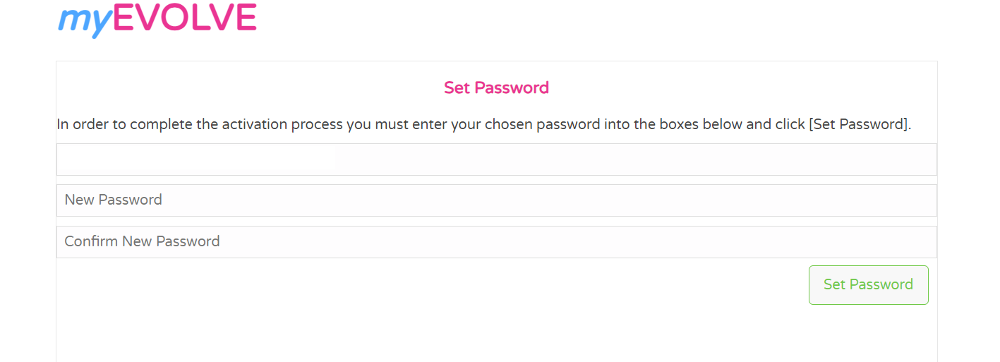 myEVOLVE
Set Password
In order to complete the activation process you must enter your chosen password into the boxes below and click [Set Password].
New Password
Confirm New Password
Set Password